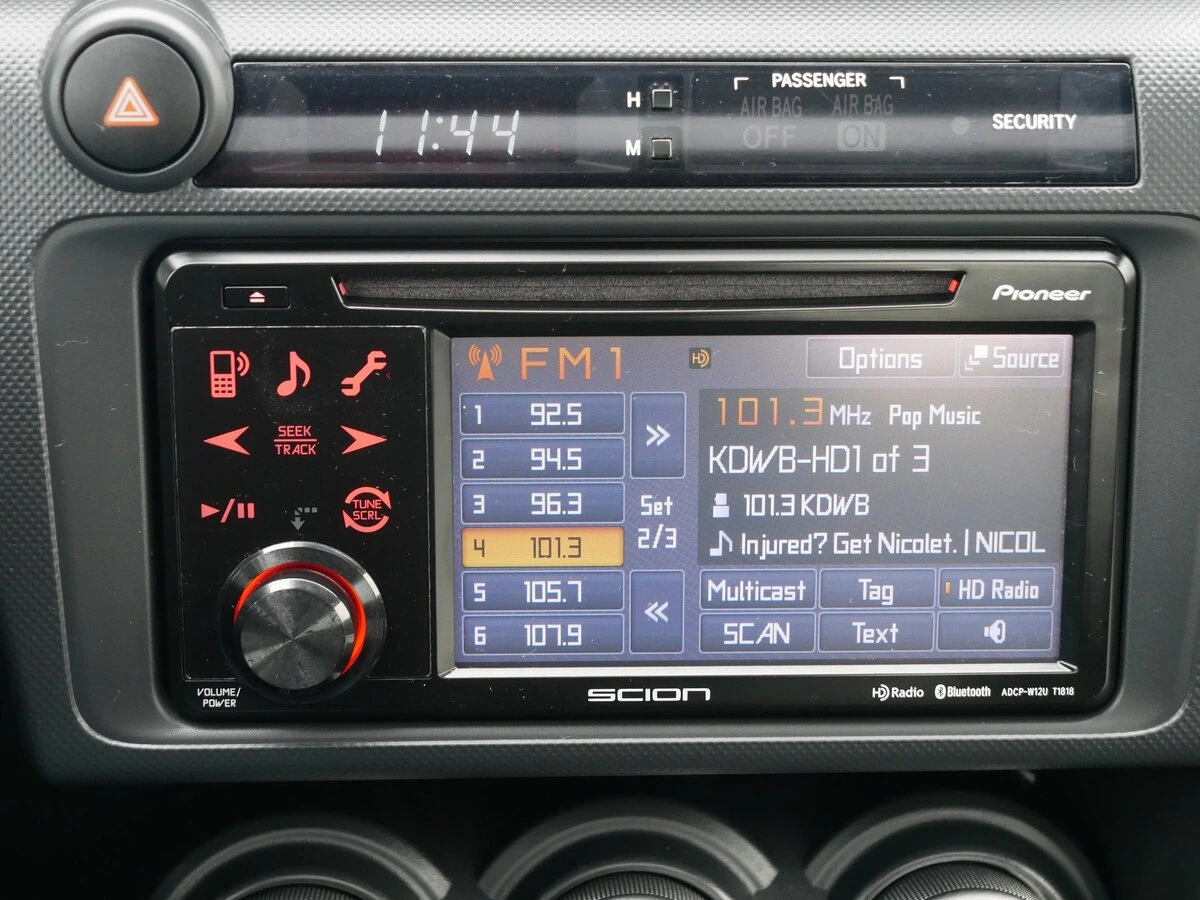 11:44
H
M
PASSENGER
AIR BAG AIR BAG
OFF ON
SECURITY
Pioneer
SEEK
TRACK
TUNE
SCRL
VOLUME/
POWER
FM1
HD
Options
Source
1 92.5
2 94.5
3 96.3
4 101.3
5 105.7
6 107.9
Set
2/3
101.3 MHz Pop Music
KDWB-HD1 of 3
101.3 KDWB
Injured? Get Nicolet. | NICOL
Multicast Tag HD Radio
SCAN Text
SCION
HD Radio Bluetooth ADCP-W12U T1818